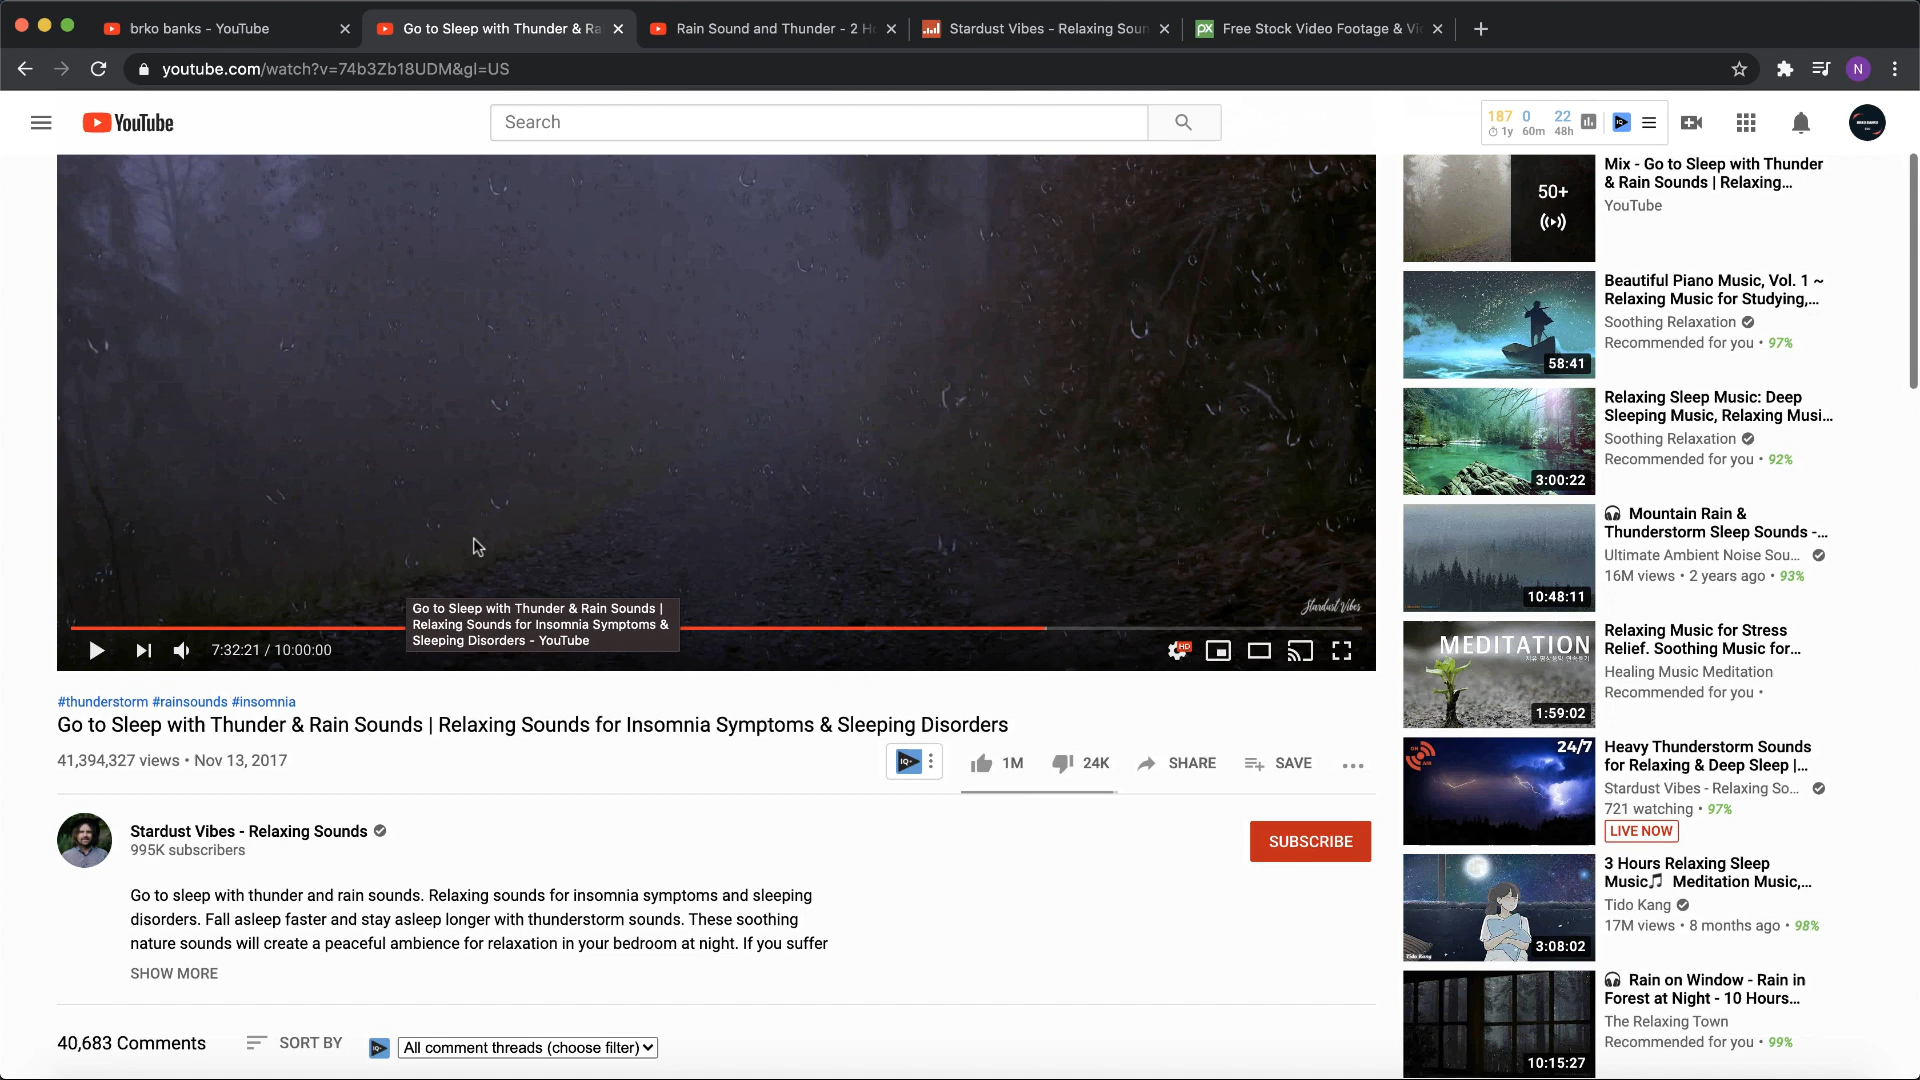 brko banks - YouTube
Go to Sleep with Thunder & Ra
Rain Sound and Thunder - 2 H
Stardust Vibes - Relaxing Soun
Free Stock Video Footage & Vi
youtube.com/watch?v=74b3Zb18UDM&gl=US
N
YouTube
Search
187 0 22
1y 60m 48h
Mix - Go to Sleep with Thunder
& Rain Sounds | Relaxing...
YouTube
50+
Beautiful Piano Music, Vol. 1 ~
Relaxing Music for Studying,...
Soothing Relaxation
Recommended for you • 97%
58:41
Relaxing Sleep Music: Deep
Sleeping Music, Relaxing Musi...
Soothing Relaxation
Recommended for you • 92%
3:00:22
Mountain Rain &
Thunderstorm Sleep Sounds -...
Ultimate Ambient Noise Sou...
16M views • 2 years ago • 93%
10:48:11
MEDITATION
Relaxing Music for Stress
Relief. Soothing Music for...
Healing Music Meditation
Recommended for you •
1:59:02
24/7
Heavy Thunderstorm Sounds
for Relaxing & Deep Sleep |...
Stardust Vibes - Relaxing So...
721 watching • 97%
LIVE NOW
3 Hours Relaxing Sleep
Music🎵 Meditation Music,...
Tido Kang
17M views • 8 months ago • 98%
3:08:02
Tido Kang
Rain on Window - Rain in
Forest at Night - 10 Hours...
The Relaxing Town
Recommended for you • 99%
10:15:27
Stardust Vibes
Go to Sleep with Thunder & Rain Sounds |
Relaxing Sounds for Insomnia Symptoms &
Sleeping Disorders - YouTube
7:32:21 / 10:00:00
HD
#thunderstorm #rainsounds #insomnia
Go to Sleep with Thunder & Rain Sounds | Relaxing Sounds for Insomnia Symptoms & Sleeping Disorders
41,394,327 views • Nov 13, 2017
IQ
1M
24K
SHARE
SAVE
Stardust Vibes - Relaxing Sounds
995K subscribers
SUBSCRIBE
Go to sleep with thunder and rain sounds. Relaxing sounds for insomnia symptoms and sleeping
disorders. Fall asleep faster and stay asleep longer with thunderstorm sounds. These soothing
nature sounds will create a peaceful ambience for relaxation in your bedroom at night. If you suffer
SHOW MORE
40,683 Comments
SORT BY
All comment threads (choose filter)